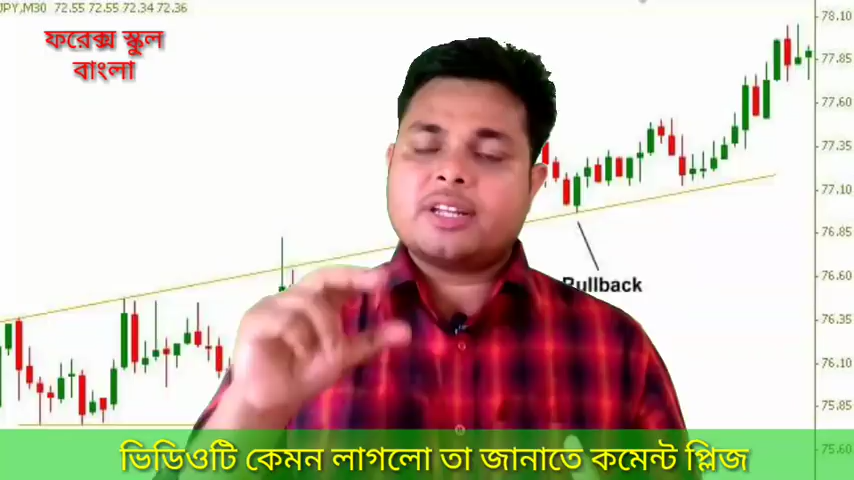 JPY,M30 72.55 72.55 72.34 72.36
ফরেক্স স্কুল
বাংলা
78.10
77.85
77.60
77.35
77.10
76.85
76.60
76.35
76.10
75.85
75.60
Pullback
ভিডিওটি কেমন লাগলো তা জানাতে কমেন্ট প্লিজ